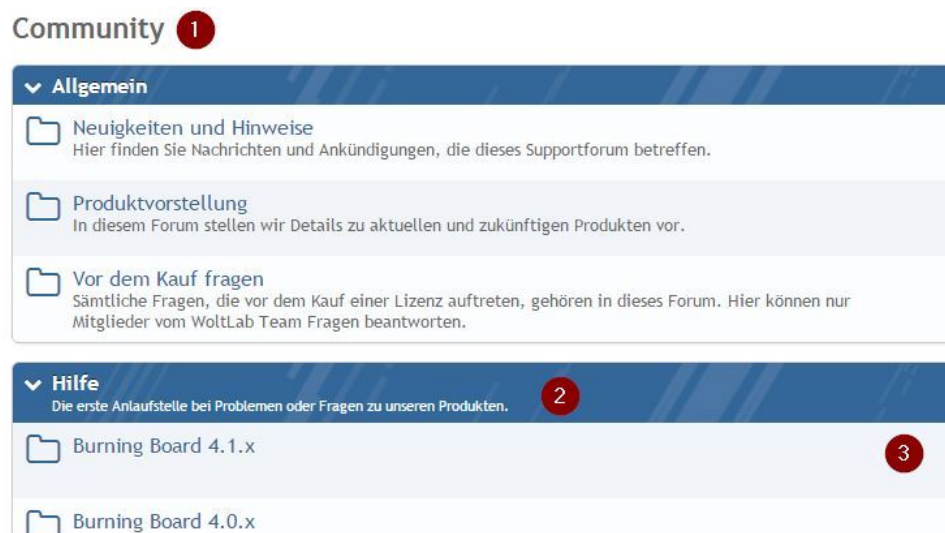 Community 1
Allgemein
Neuigkeiten und Hinweise
Hier finden Sie Nachrichten und Ankündigungen, die dieses Supportforum betreffen.
Produktvorstellung
In diesem Forum stellen wir Details zu aktuellen und zukünftigen Produkten vor.
Vor dem Kauf fragen
Sämtliche Fragen, die vor dem Kauf einer Lizenz auftreten, gehören in dieses Forum. Hier können nur
Mitglieder vom WoltLab Team Fragen beantworten.
Hilfe
Die erste Anlaufstelle bei Problemen oder Fragen zu unseren Produkten. 2
Burning Board 4.1.x 3
Burning Board 4.0.x